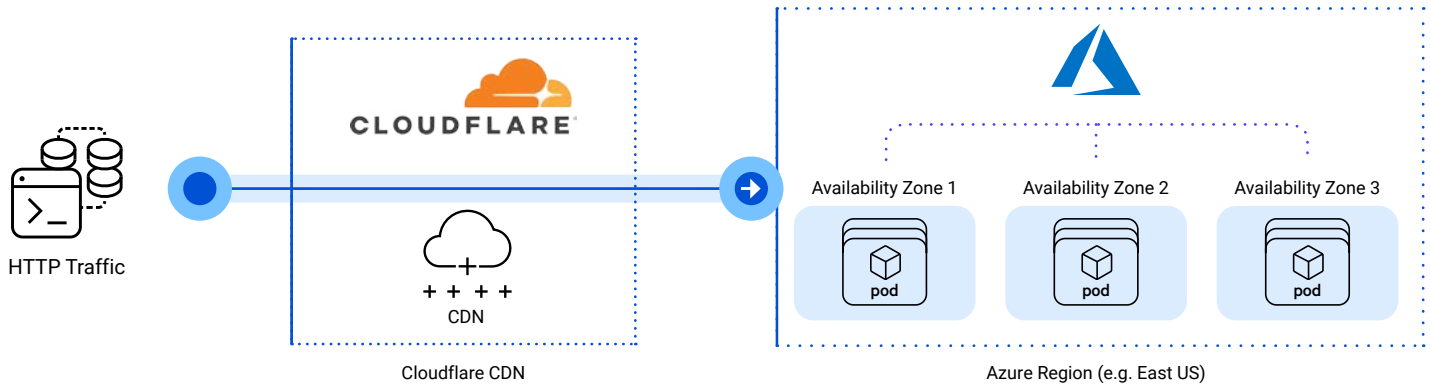 CLOUDFLARE
HTTP Traffic
CDN
Cloudflare CDN
Availability Zone 1
Availability Zone 2
Availability Zone 3
pod
pod
pod
Azure Region (e.g. East US)